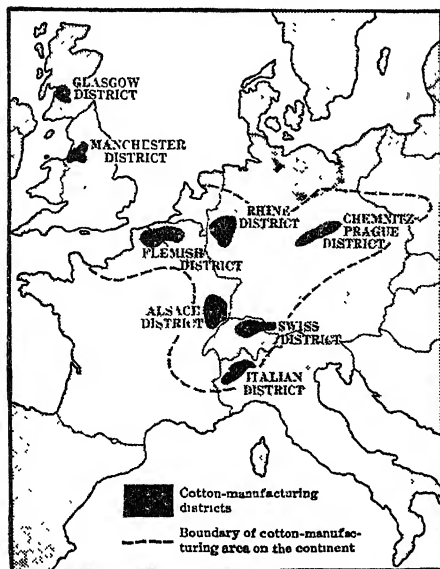 GLASGOW
DISTRICT
MANCHESTER
DISTRICT
RHINE
DISTRICT
CHEMNITZ-
PRAGUE
DISTRICT
FLEMISH
DISTRICT
ALSACE
DISTRICT
SWISS
DISTRICT
ITALIAN
DISTRICT
Cotton-manufacturing
districts
Boundary of cotton-manufac-
turing area on the continent